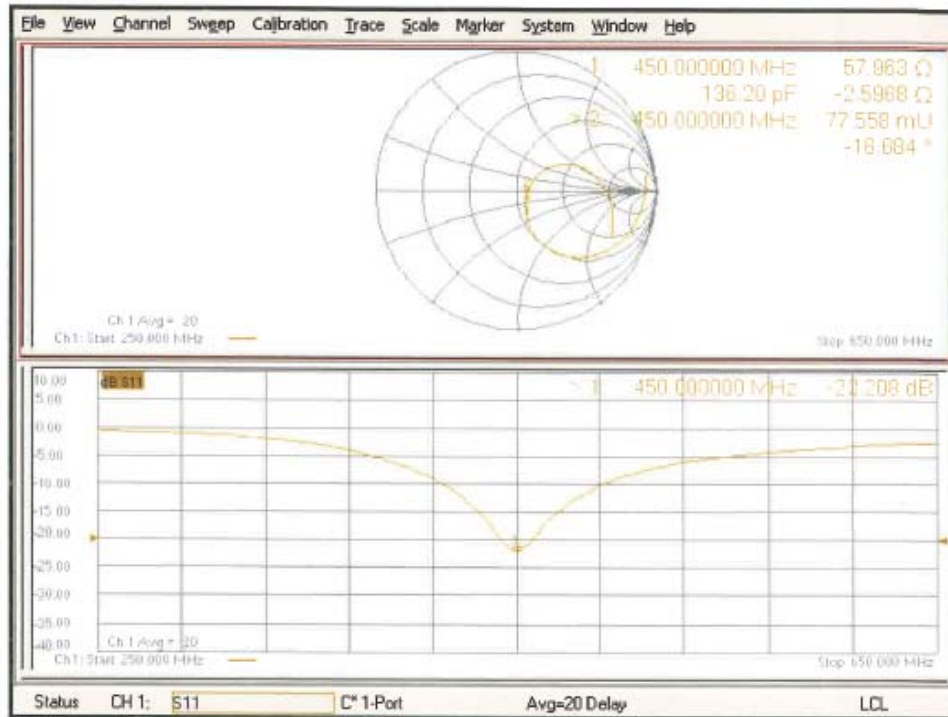 File View Channel Sweep Calibration Trace Scale Marker System Window Help
1: 450.000000 MHz 57.963 Ω
136.20 pF -2.5968 Ω
> 2: 450.000000 MHz 77.558 mU
-16.684 °
Ch 1 Avg = 20
Ch1: Start 250.000 MHz
Stop 650.000 MHz
10.00
dB S11
> 1: 450.000000 MHz -22.208 dB
5.00
0.00
-5.00
-10.00
-15.00
-20.00
-25.00
-30.00
-35.00
-40.00
Ch 1 Avg = 20
Ch1: Start 250.000 MHz
Stop 650.000 MHz
Status CH 1: S11 C* 1-Port Avg=20 Delay LCL